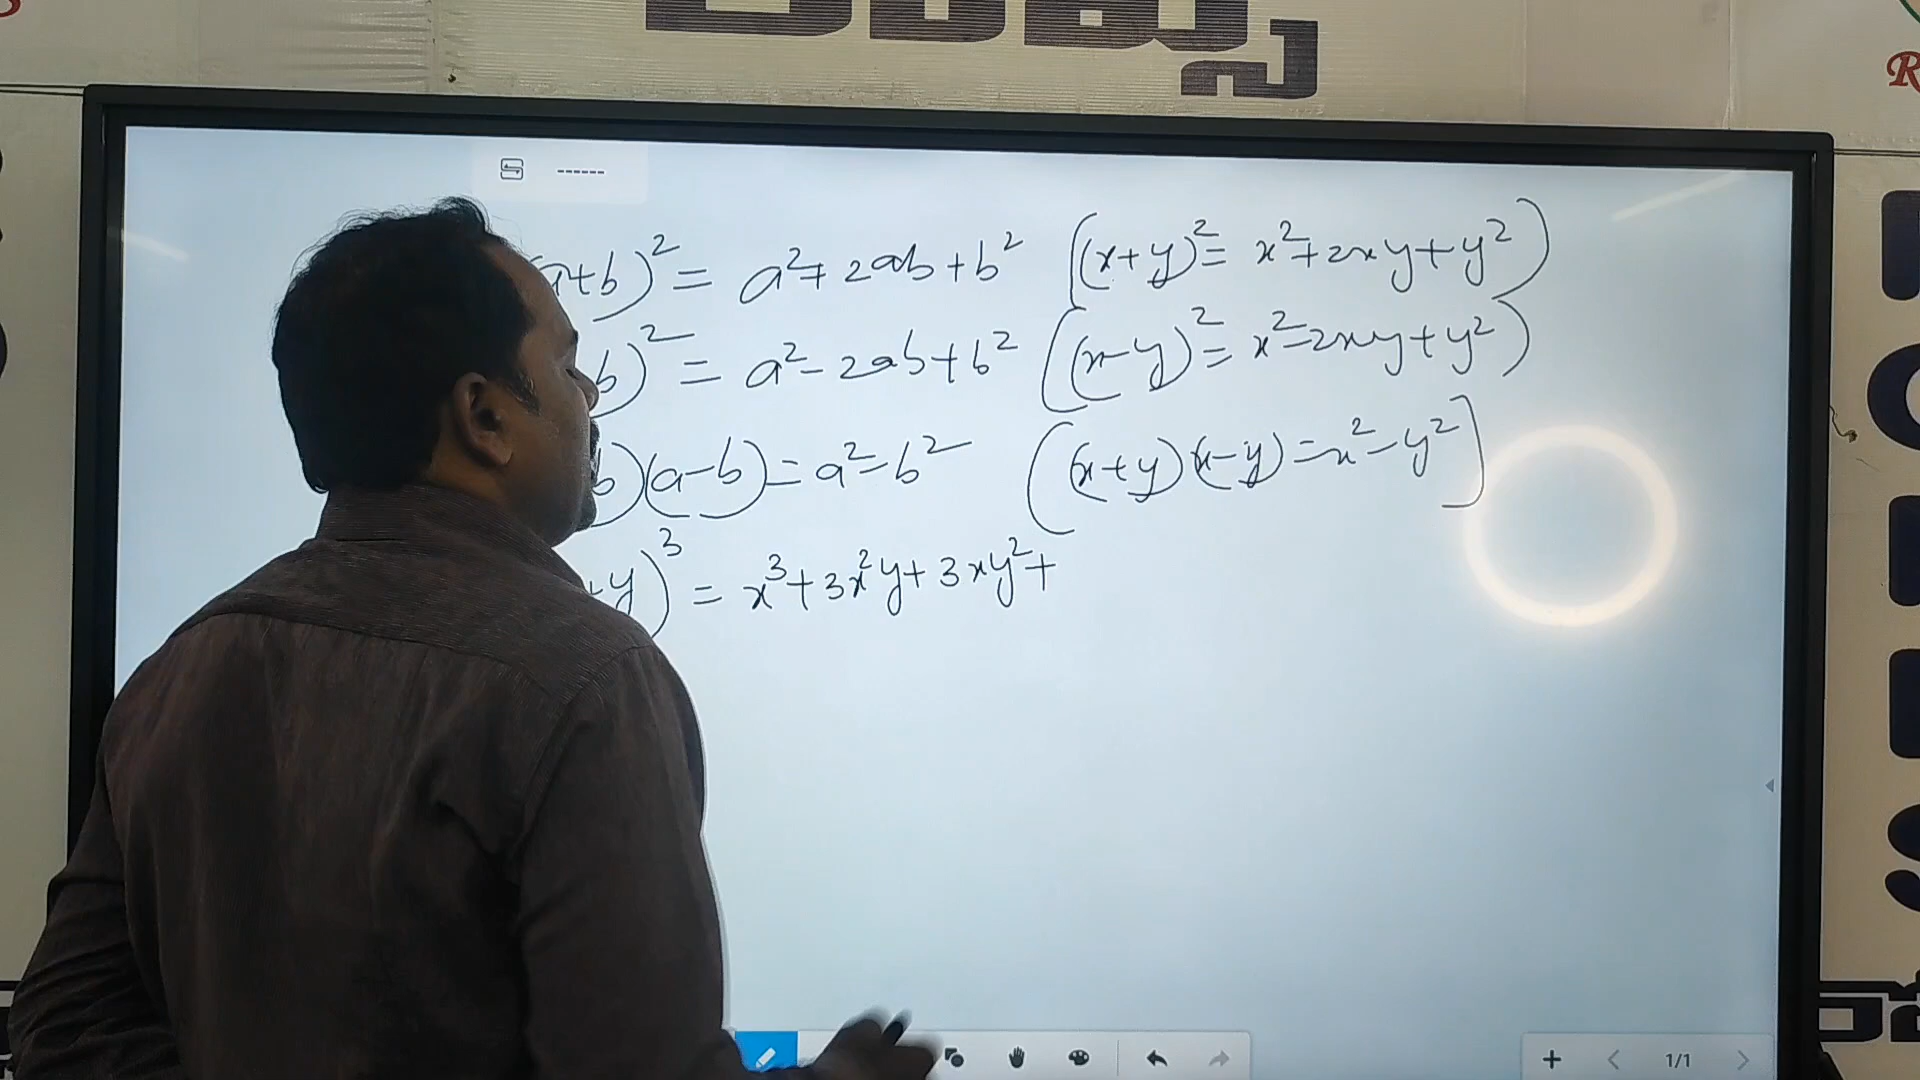 a+b)² = a²+2ab+b² ((x+y)² = x²+2xy+y²)
b)² = a²-2ab+b² ((x-y)² = x²-2xy+y²)
b)(a-b) = a²-b² ((x+y)(x-y) = x²-y²]
+y)³ = x³+3x²y+3xy²+
1/1